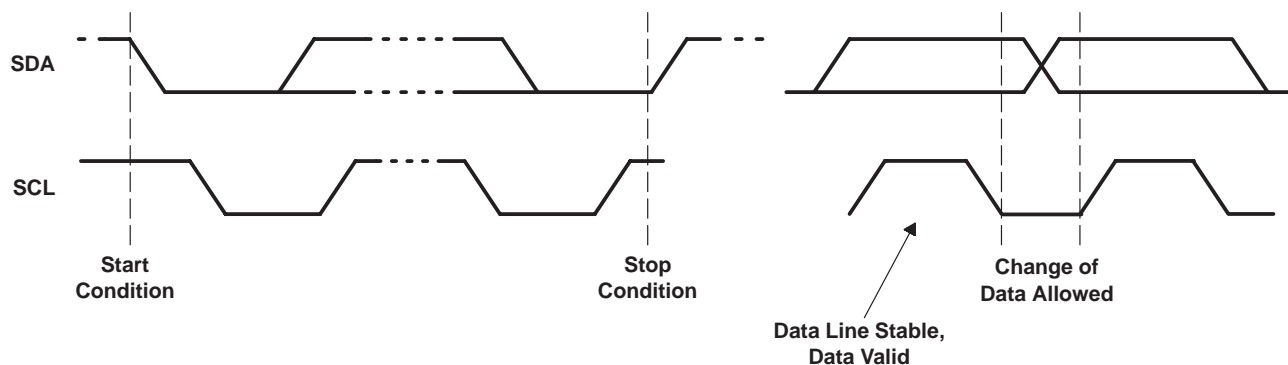 SDA
SCL
Start
Condition
Stop
Condition
Change of
Data Allowed
Data Line Stable,
Data Valid